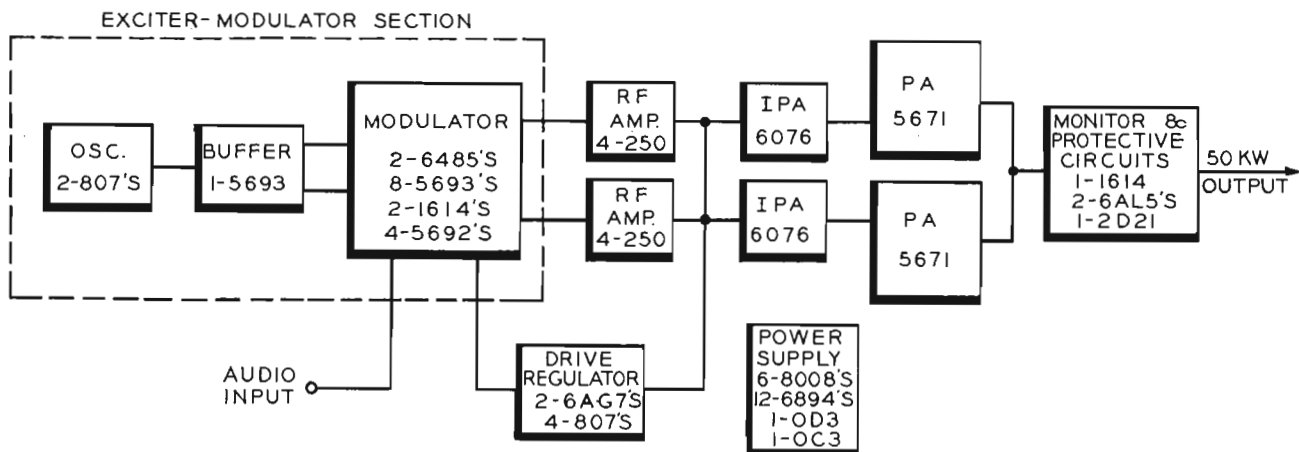 EXCITER-MODULATOR SECTION
OSC.
2-807'S
BUFFER
1-5693
MODULATOR
2-6485'S
8-5693'S
2-1614'S
4-5692'S
RF
AMP.
4-250
RF
AMP.
4-250
IPA
6076
IPA
6076
PA
5671
PA
5671
MONITOR &
PROTECTIVE
CIRCUITS
1-1614
2-6AL5'S
1-2D21
50 KW
OUTPUT
AUDIO
INPUT
DRIVE
REGULATOR
2-6AG7'S
4-807'S
POWER
SUPPLY
6-8008'S
12-6894'S
1-OD3
1-OC3